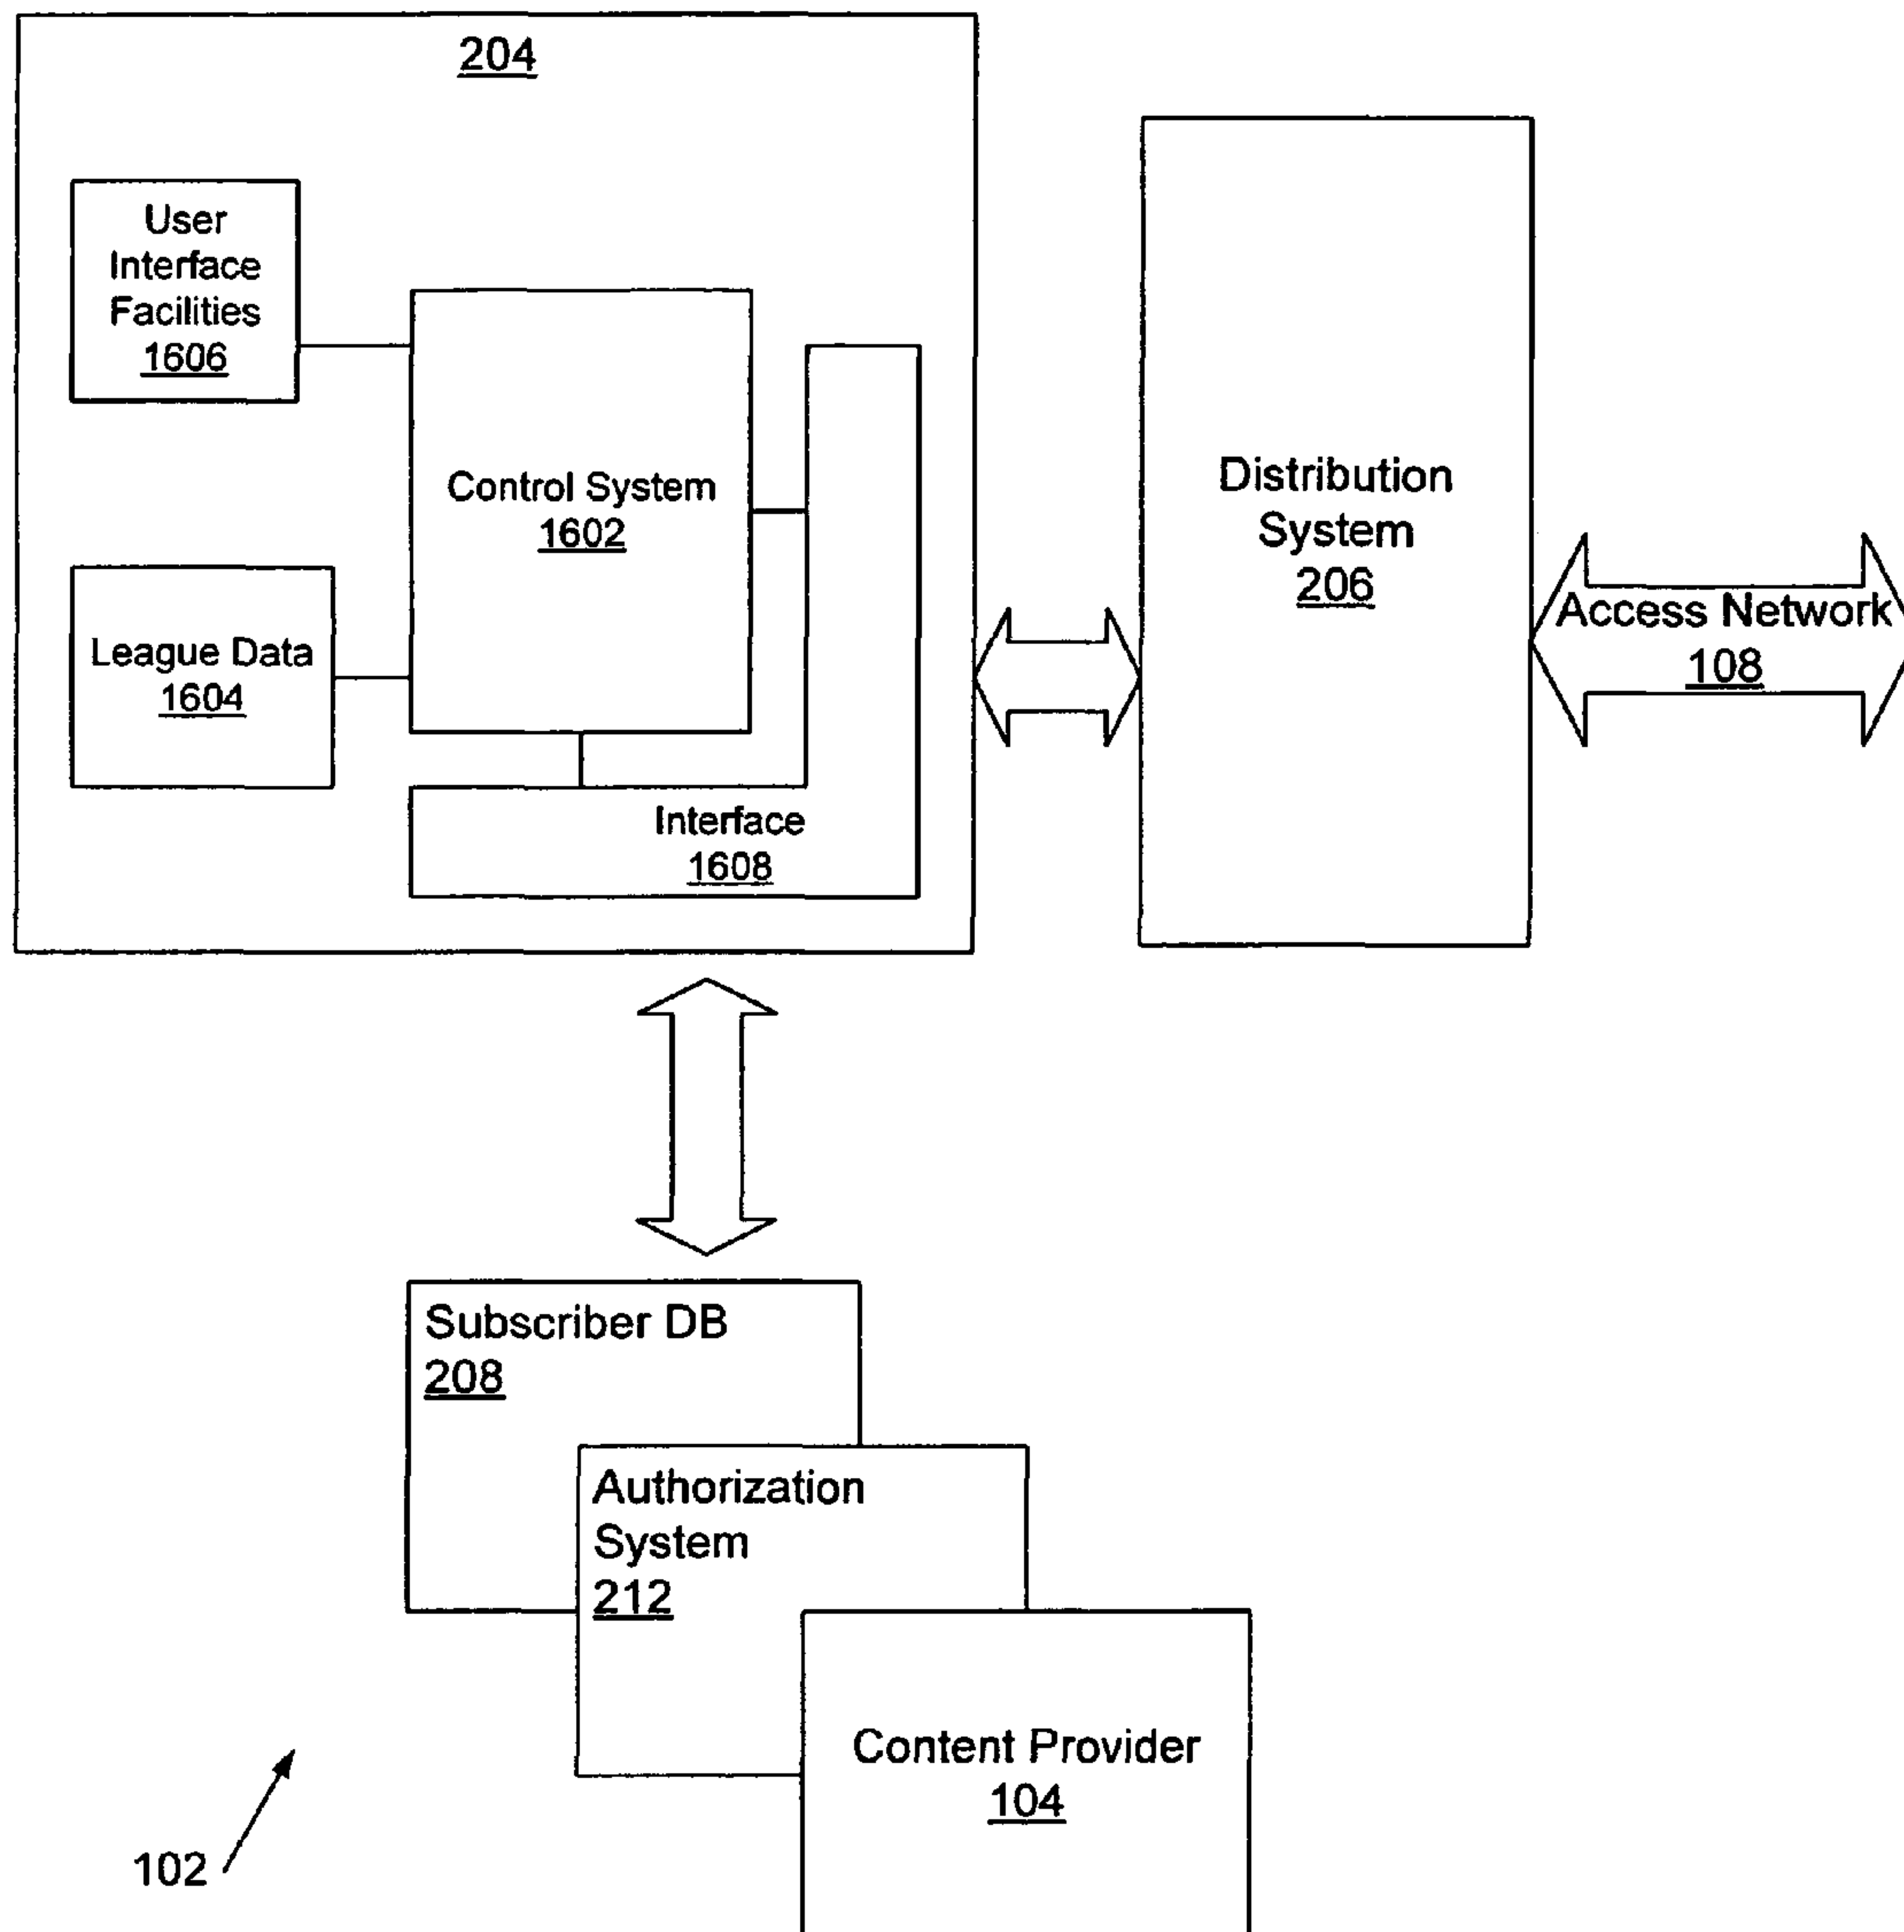 204
User
Interface
Facilities
1606
Control System
1602
League Data
1604
Interface
1608
Distribution
System
206
Access Network
108
Subscriber DB
208
Authorization
System
212
Content Provider
104
102